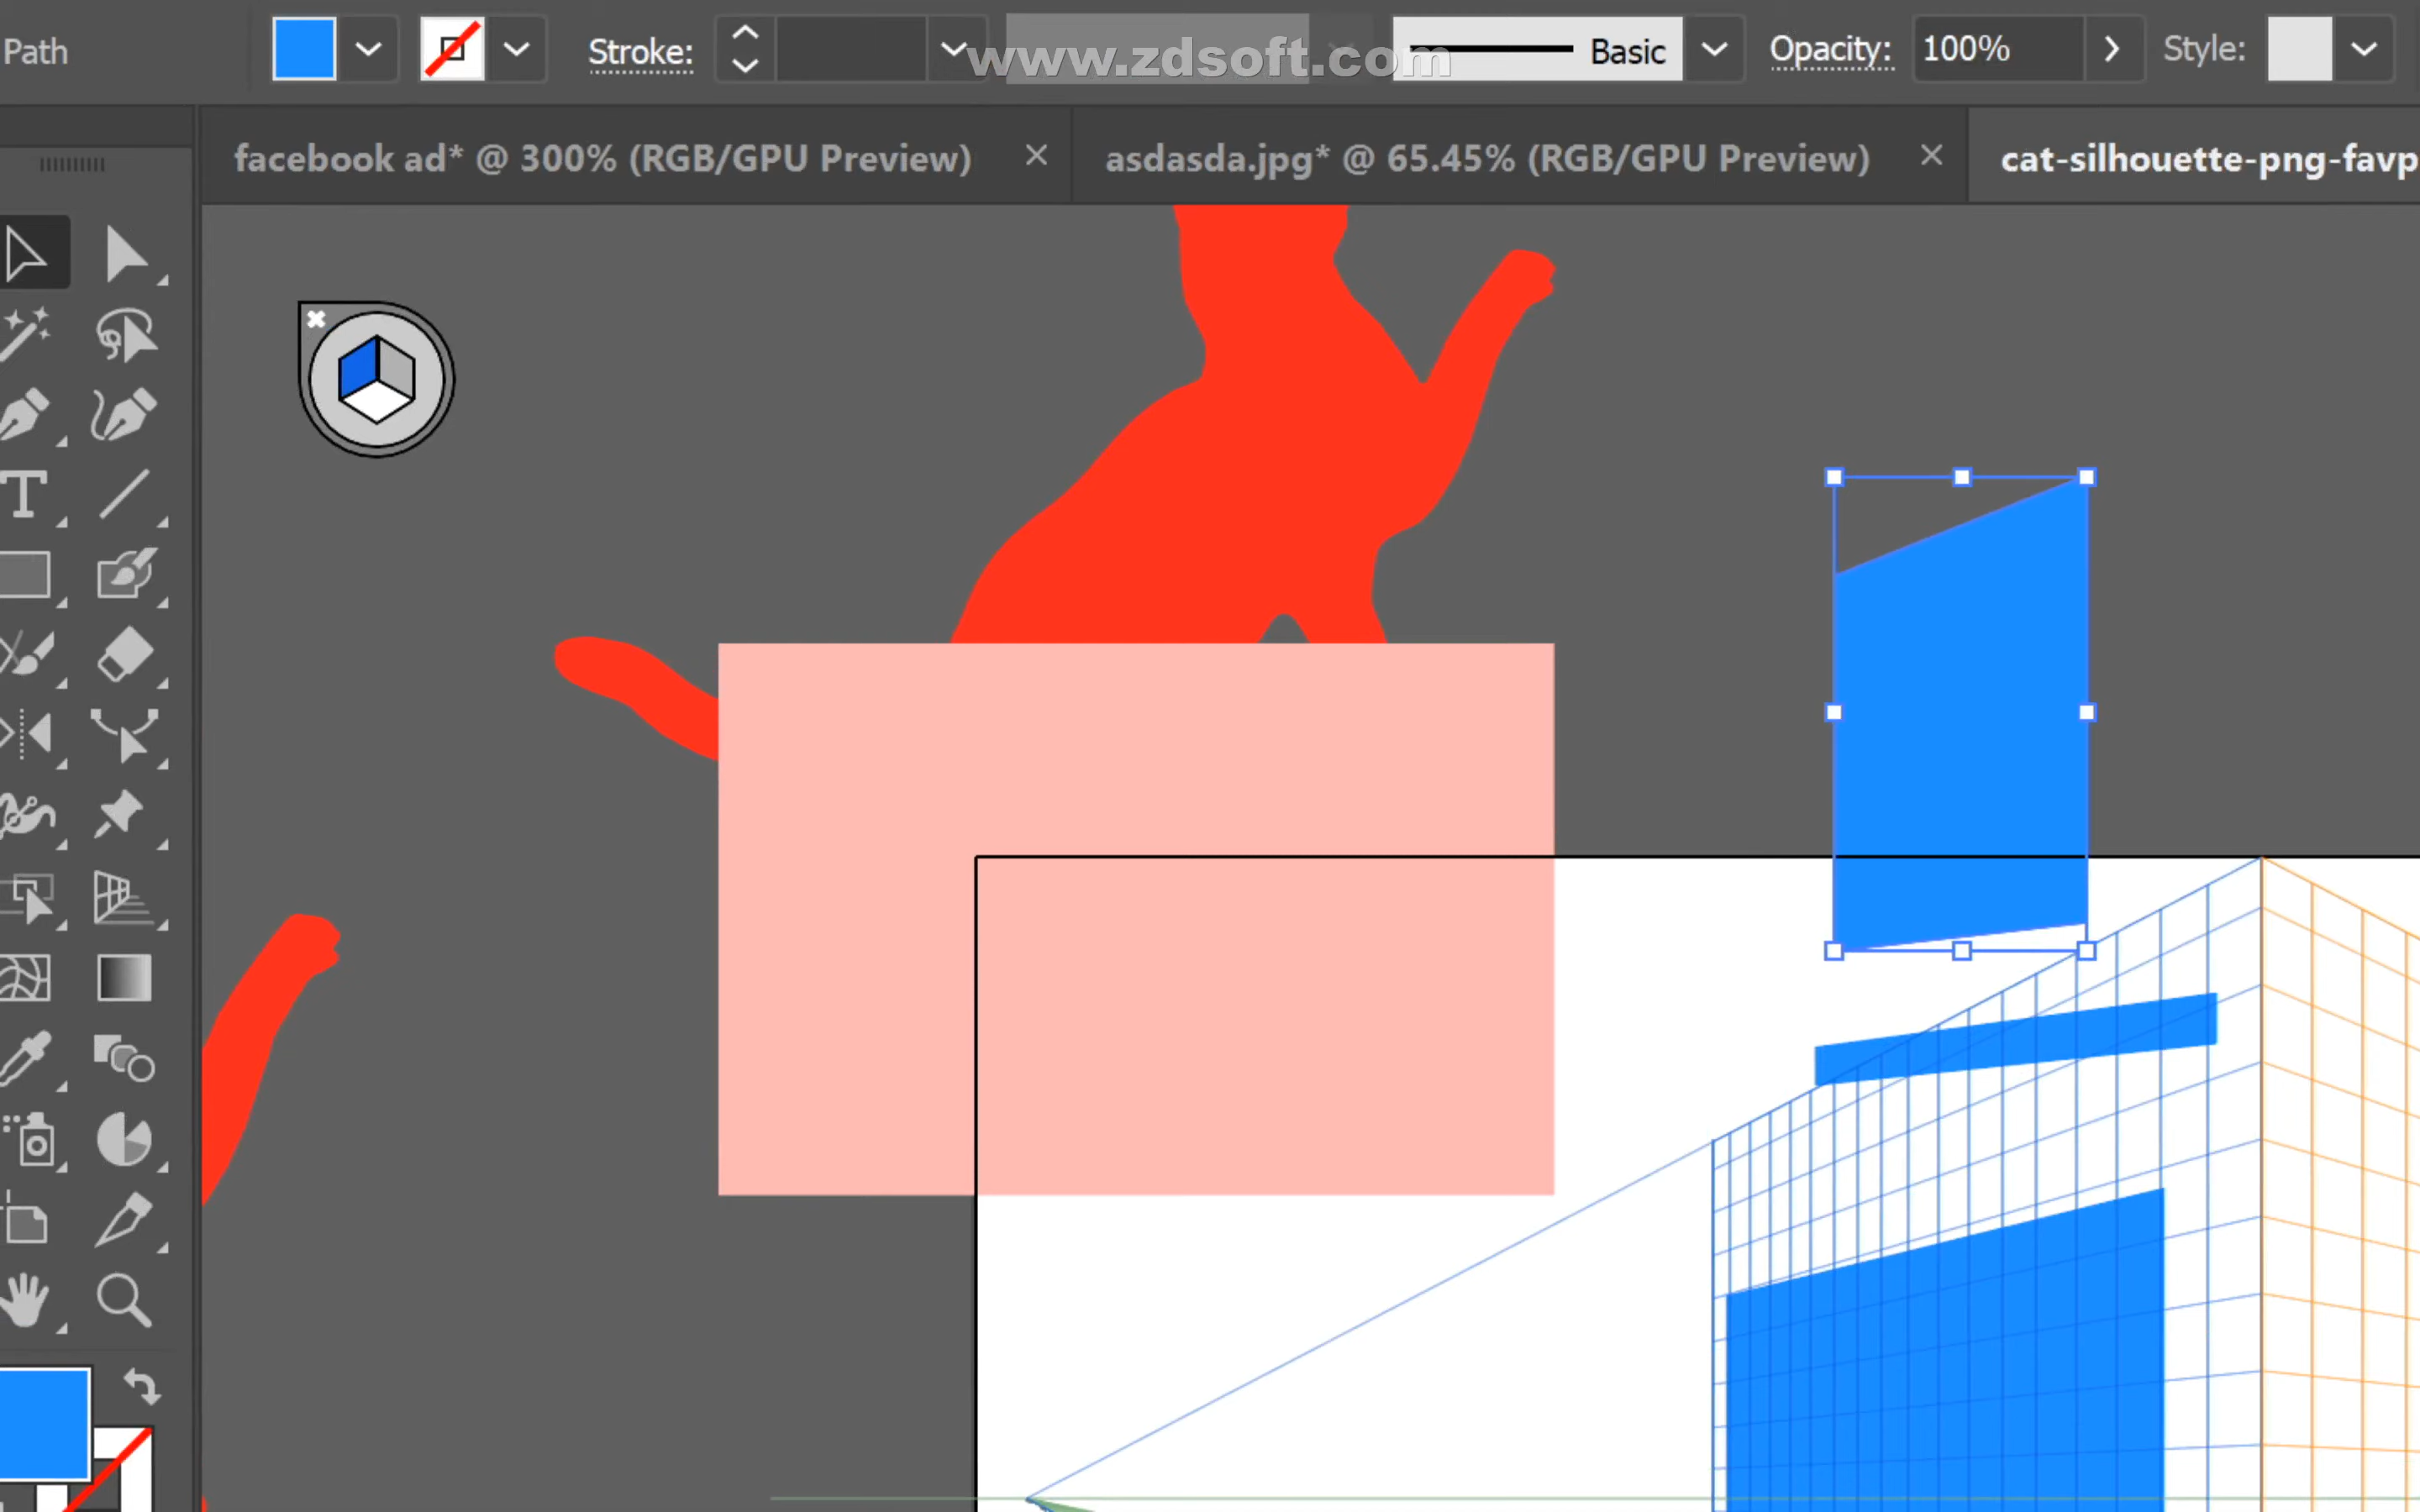 Path Stroke: Basic Opacity: 100% Style:
www.zdsoft.com
facebook ad* @ 300% (RGB/GPU Preview) asdasda.jpg* @ 65.45% (RGB/GPU Preview) cat-silhouette-png-favp